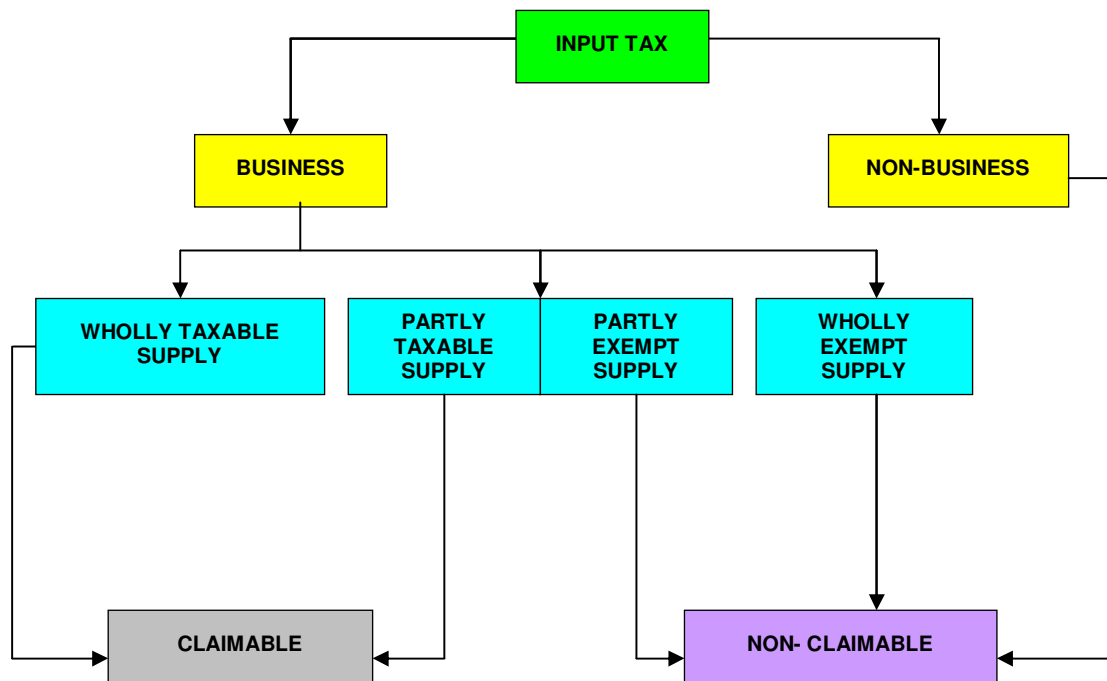 INPUT TAX
BUSINESS
NON-BUSINESS
WHOLLY TAXABLE
SUPPLY
PARTLY
TAXABLE
SUPPLY
PARTLY
EXEMPT
SUPPLY
WHOLLY
EXEMPT
SUPPLY
CLAIMABLE
NON- CLAIMABLE